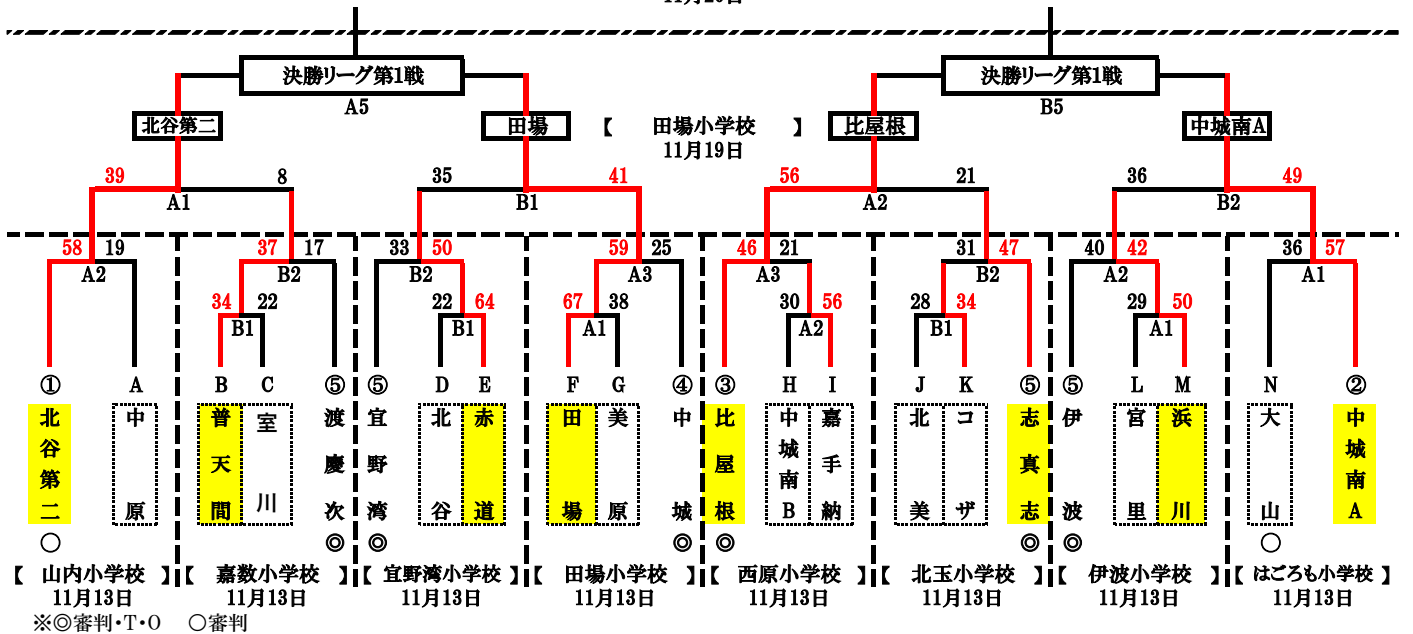 決勝リーグ第1戦 決勝リーグ第1戦
A5 B5
北谷第二 田場 【 田場小学校 】 比屋根 中城南A
11月19日
39 8 35 41 56 21 36 49
A1 B1 A2 B2
58 19 37 17 33 50 59 25 46 21 31 47 40 42 36 57
A2 B2 B2 A3 A3 B2 A2 A1
34 22 22 64 67 38 30 56 28 34 29 50
B1 B1 A1 A2 B1 A1
① A B C ⑤ ⑤ D E F G ④ ③ H I J K ⑤ ⑤ L M N ②
北谷第二
中原
普天間
室川
渡慶次
宜野湾
北谷
赤道
田場
美原
中城
比屋根
中城南B
嘉手納
北美
コザ
志真志
伊波
宮里
浜川
大山
中城南A
○ ◎ ◎ ◎ ◎ ◎ ◎ ○
【 山内小学校 】 【 嘉数小学校 】 【 宜野湾小学校 】 【 田場小学校 】 【 西原小学校 】 【 北玉小学校 】 【 伊波小学校 】 【 はごろも小学校 】
11月13日 11月13日 11月13日 11月13日 11月13日 11月13日 11月13日 11月13日
※◎審判・T・O ○審判